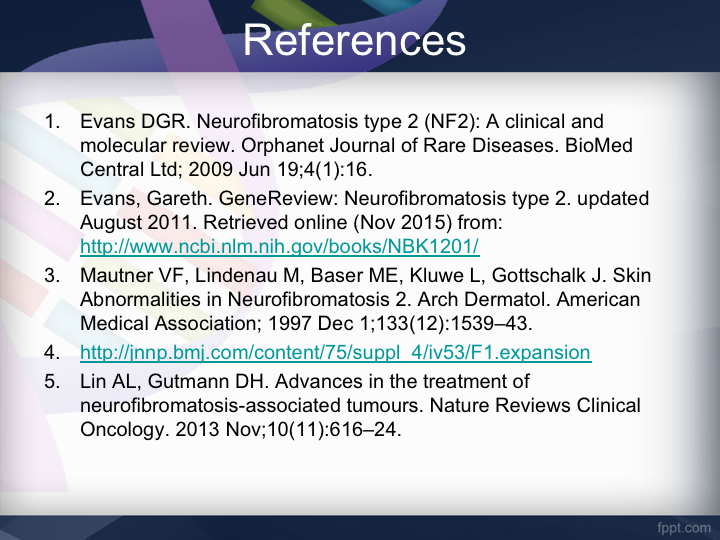 References
1. Evans DGR. Neurofibromatosis type 2 (NF2): A clinical and
molecular review. Orphanet Journal of Rare Diseases. BioMed
Central Ltd; 2009 Jun 19;4(1):16.
2. Evans, Gareth. GeneReview: Neurofibromatosis type 2. updated
August 2011. Retrieved online (Nov 2015) from:
http://www.ncbi.nlm.nih.gov/books/NBK1201/
3. Mautner VF, Lindenau M, Baser ME, Kluwe L, Gottschalk J. Skin
Abnormalities in Neurofibromatosis 2. Arch Dermatol. American
Medical Association; 1997 Dec 1;133(12):1539–43.
4. http://jnnp.bmj.com/content/75/suppl_4/iv53/F1.expansion
5. Lin AL, Gutmann DH. Advances in the treatment of
neurofibromatosis-associated tumours. Nature Reviews Clinical
Oncology. 2013 Nov;10(11):616–24.
fppt.com